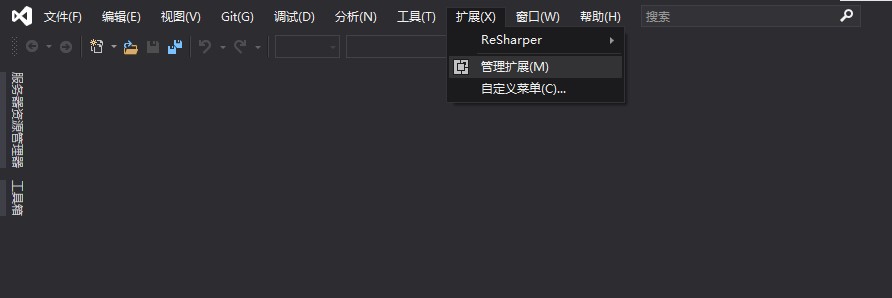 文件(F) 编辑(E) 视图(V) Git(G) 调试(D) 分析(N) 工具(T) 扩展(X) 窗口(W) 帮助(H) 搜索
ReSharper
管理扩展(M)
自定义菜单(C)...
服务器资源管理器
工具箱